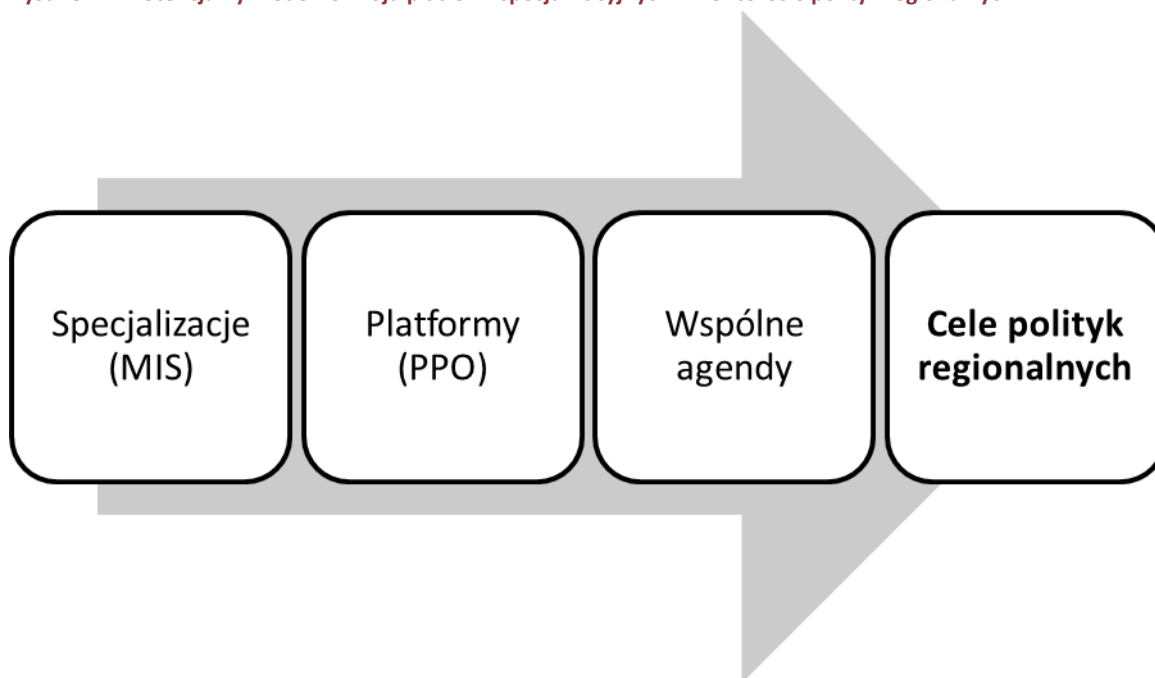 Specjalizacje
(MIS)
Platformy
(PPO)
Wspólne
agendy
Cele polityk
regionalnych